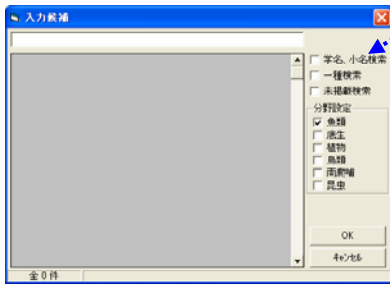 入力候補
学名、小名検索
一種検索
未掲載検索
分野設定
魚類
底生
植物
鳥類
両爬哺
昆虫
OK
ｷｬﾝｾﾙ
全 0 件